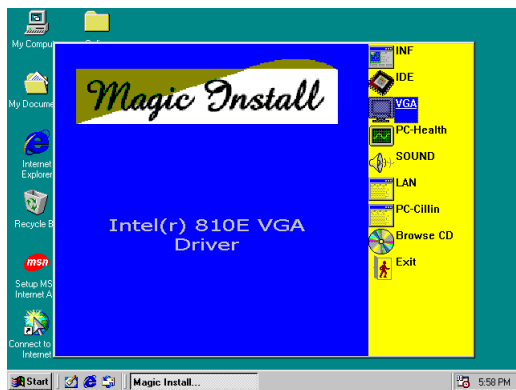 My Compu
My Docume
Internet
Explorer
Recycle B
msn
Setup MS
Internet A
Connect to
Internet
Magic Install
Intel(r) 810E VGA
Driver
INF
IDE
VGA
PC-Health
SOUND
LAN
PC-Cillin
Browse CD
Exit
Start
Magic Install...
5:58 PM